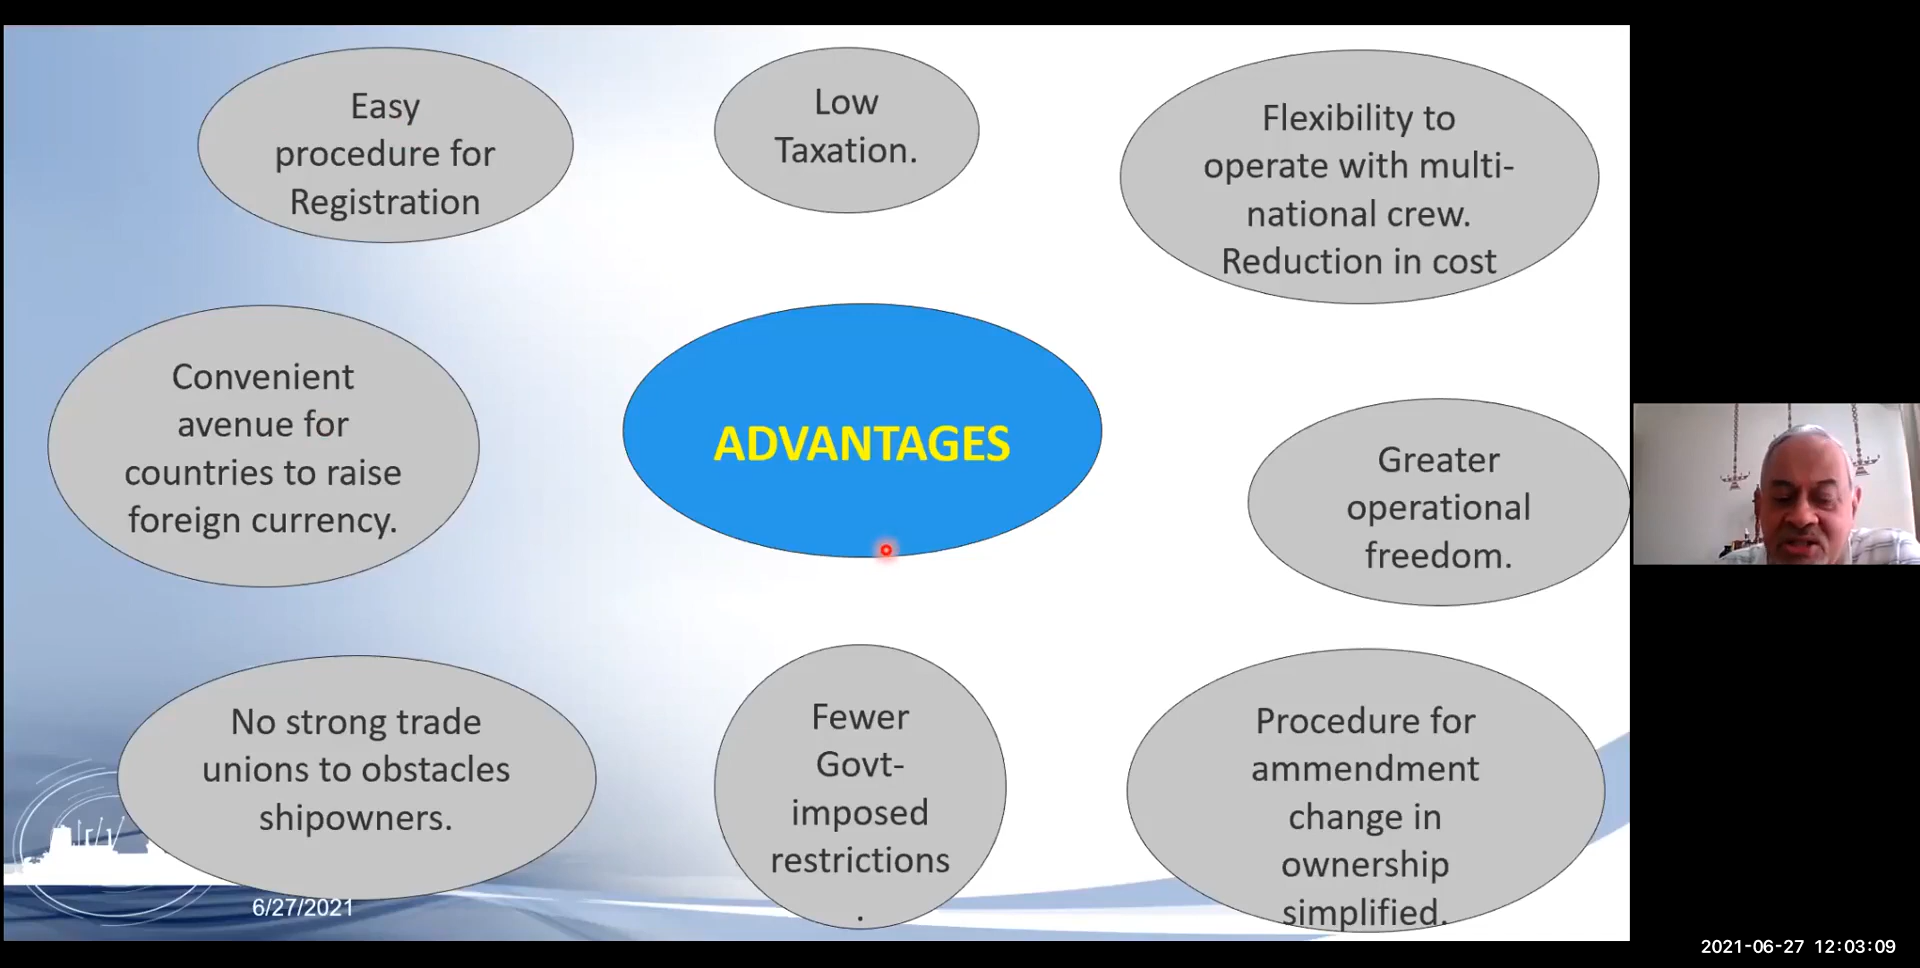 Easy
procedure for
Registration
Low
Taxation.
Flexibility to
operate with multi-
national crew.
Reduction in cost
Convenient
avenue for
countries to raise
foreign currency.
ADVANTAGES
Greater
operational
freedom.
No strong trade
unions to obstacles
shipowners.
Fewer
Govt-
imposed
restrictions
.
Procedure for
ammendment
change in
ownership
simplified.
6/27/2021
2021-06-27 12:03:09